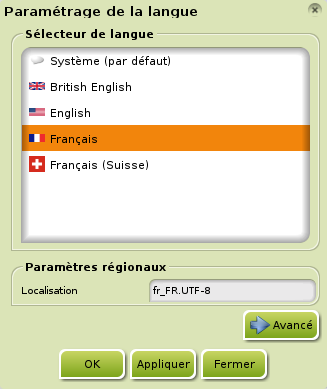 Paramétrage de la langue
Sélecteur de langue
Système (par défaut)
British English
English
Français
Français (Suisse)
Paramètres régionaux
Localisation fr_FR.UTF-8
Avancé
OK Appliquer Fermer